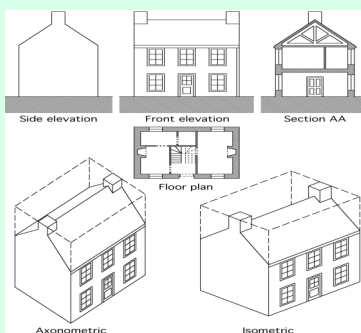 Side elevation
Front elevation
Section AA
Floor plan
Axonometric
Isometric